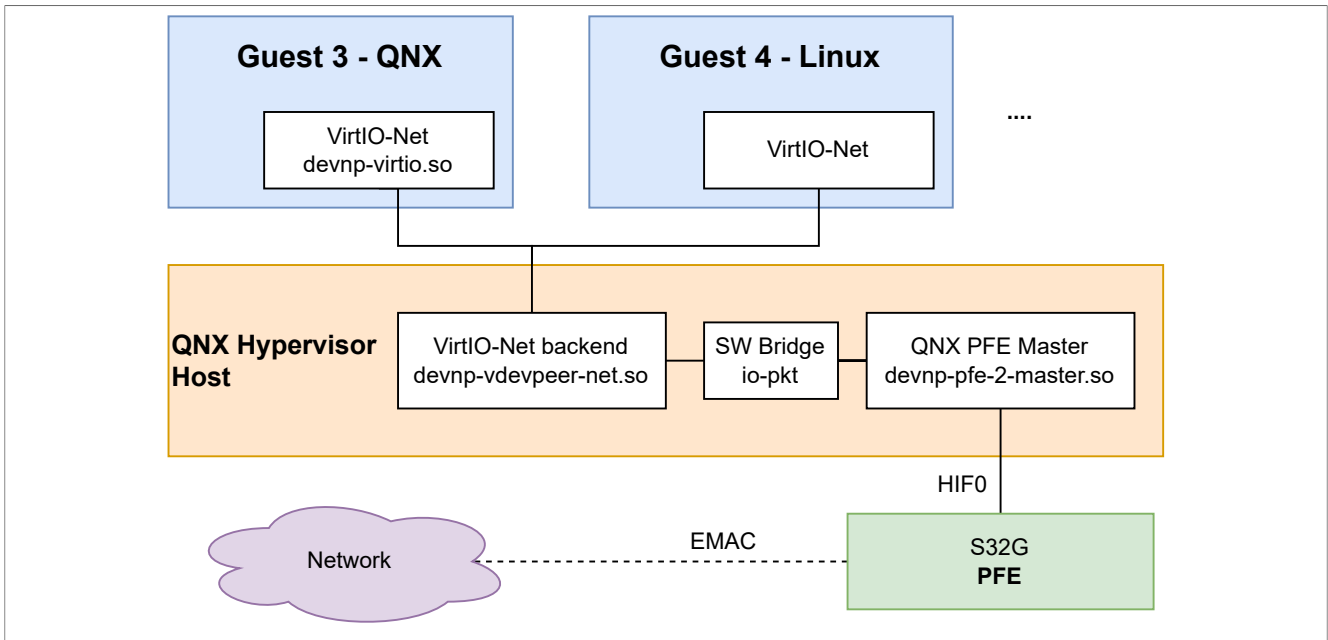 Guest 3 - QNX
Guest 4 - Linux
VirtIO-Net
devnp-virtio.so
VirtIO-Net
....
QNX Hypervisor
Host
VirtIO-Net backend
devnp-vdevpeer-net.so
SW Bridge
io-pkt
QNX PFE Master
devnp-pfe-2-master.so
HIF0
Network
EMAC
S32G
PFE